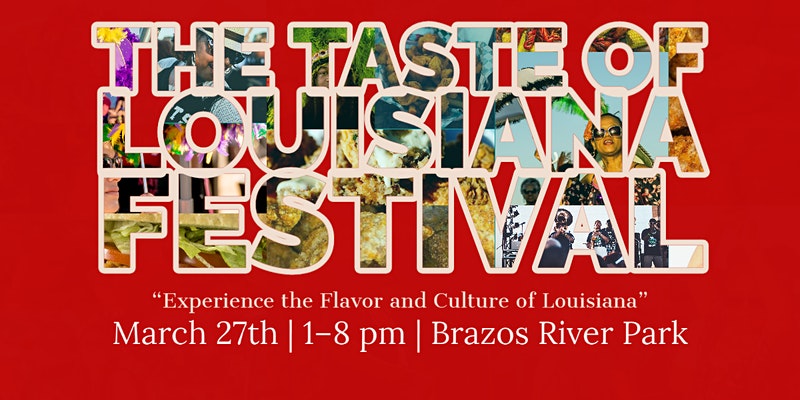 THE TASTE OF
LOUISIANA
FESTIVAL
“Experience the Flavor and Culture of Louisiana”
March 27th | 1–8 pm | Brazos River Park